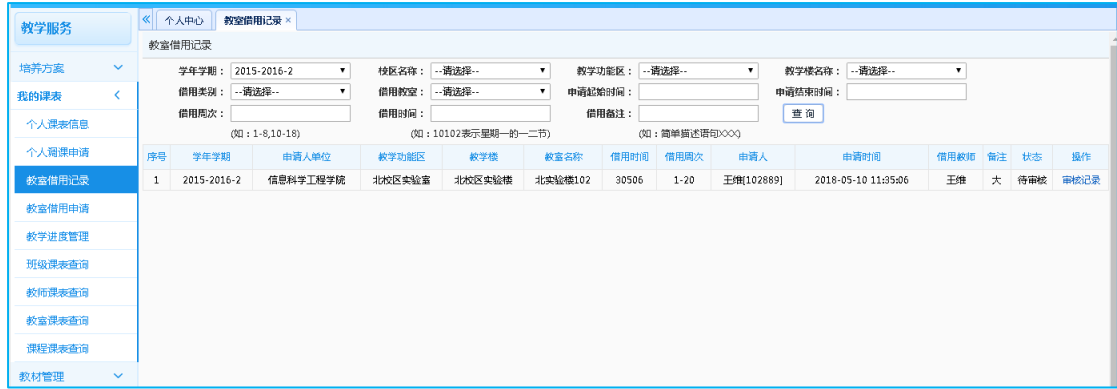 教学服务
培养方案
我的课表
个人课表信息
个人调课申请
教室借用记录
教室借用申请
教学进度管理
班级课表查询
教师课表查询
教室课表查询
课程课表查询
教材管理
个人中心 教室借用记录 ×
教室借用记录
学年学期： 2015-2016-2 校区名称： --请选择-- 教学功能区： --请选择-- 教学楼名称： --请选择--
借用类别： --请选择-- 借用教室： --请选择-- 申请起始时间： 申请结束时间：
借用周次： 借用时间： 借用备注： 查 询
(如：1-8,10-18) (如：10102表示星期一的一二节) (如：简单描述语句XXX)
序号 学年学期 申请人单位 教学功能区 教学楼 教室名称 借用时间 借用周次 申请人 申请时间 借用教师 备注 状态 操作
1 2015-2016-2 信息科学工程学院 北校区实验室 北校区实验楼 北实验楼102 30506 1-20 王维[102889] 2018-05-10 11:35:06 王维 大 待审核 审核记录